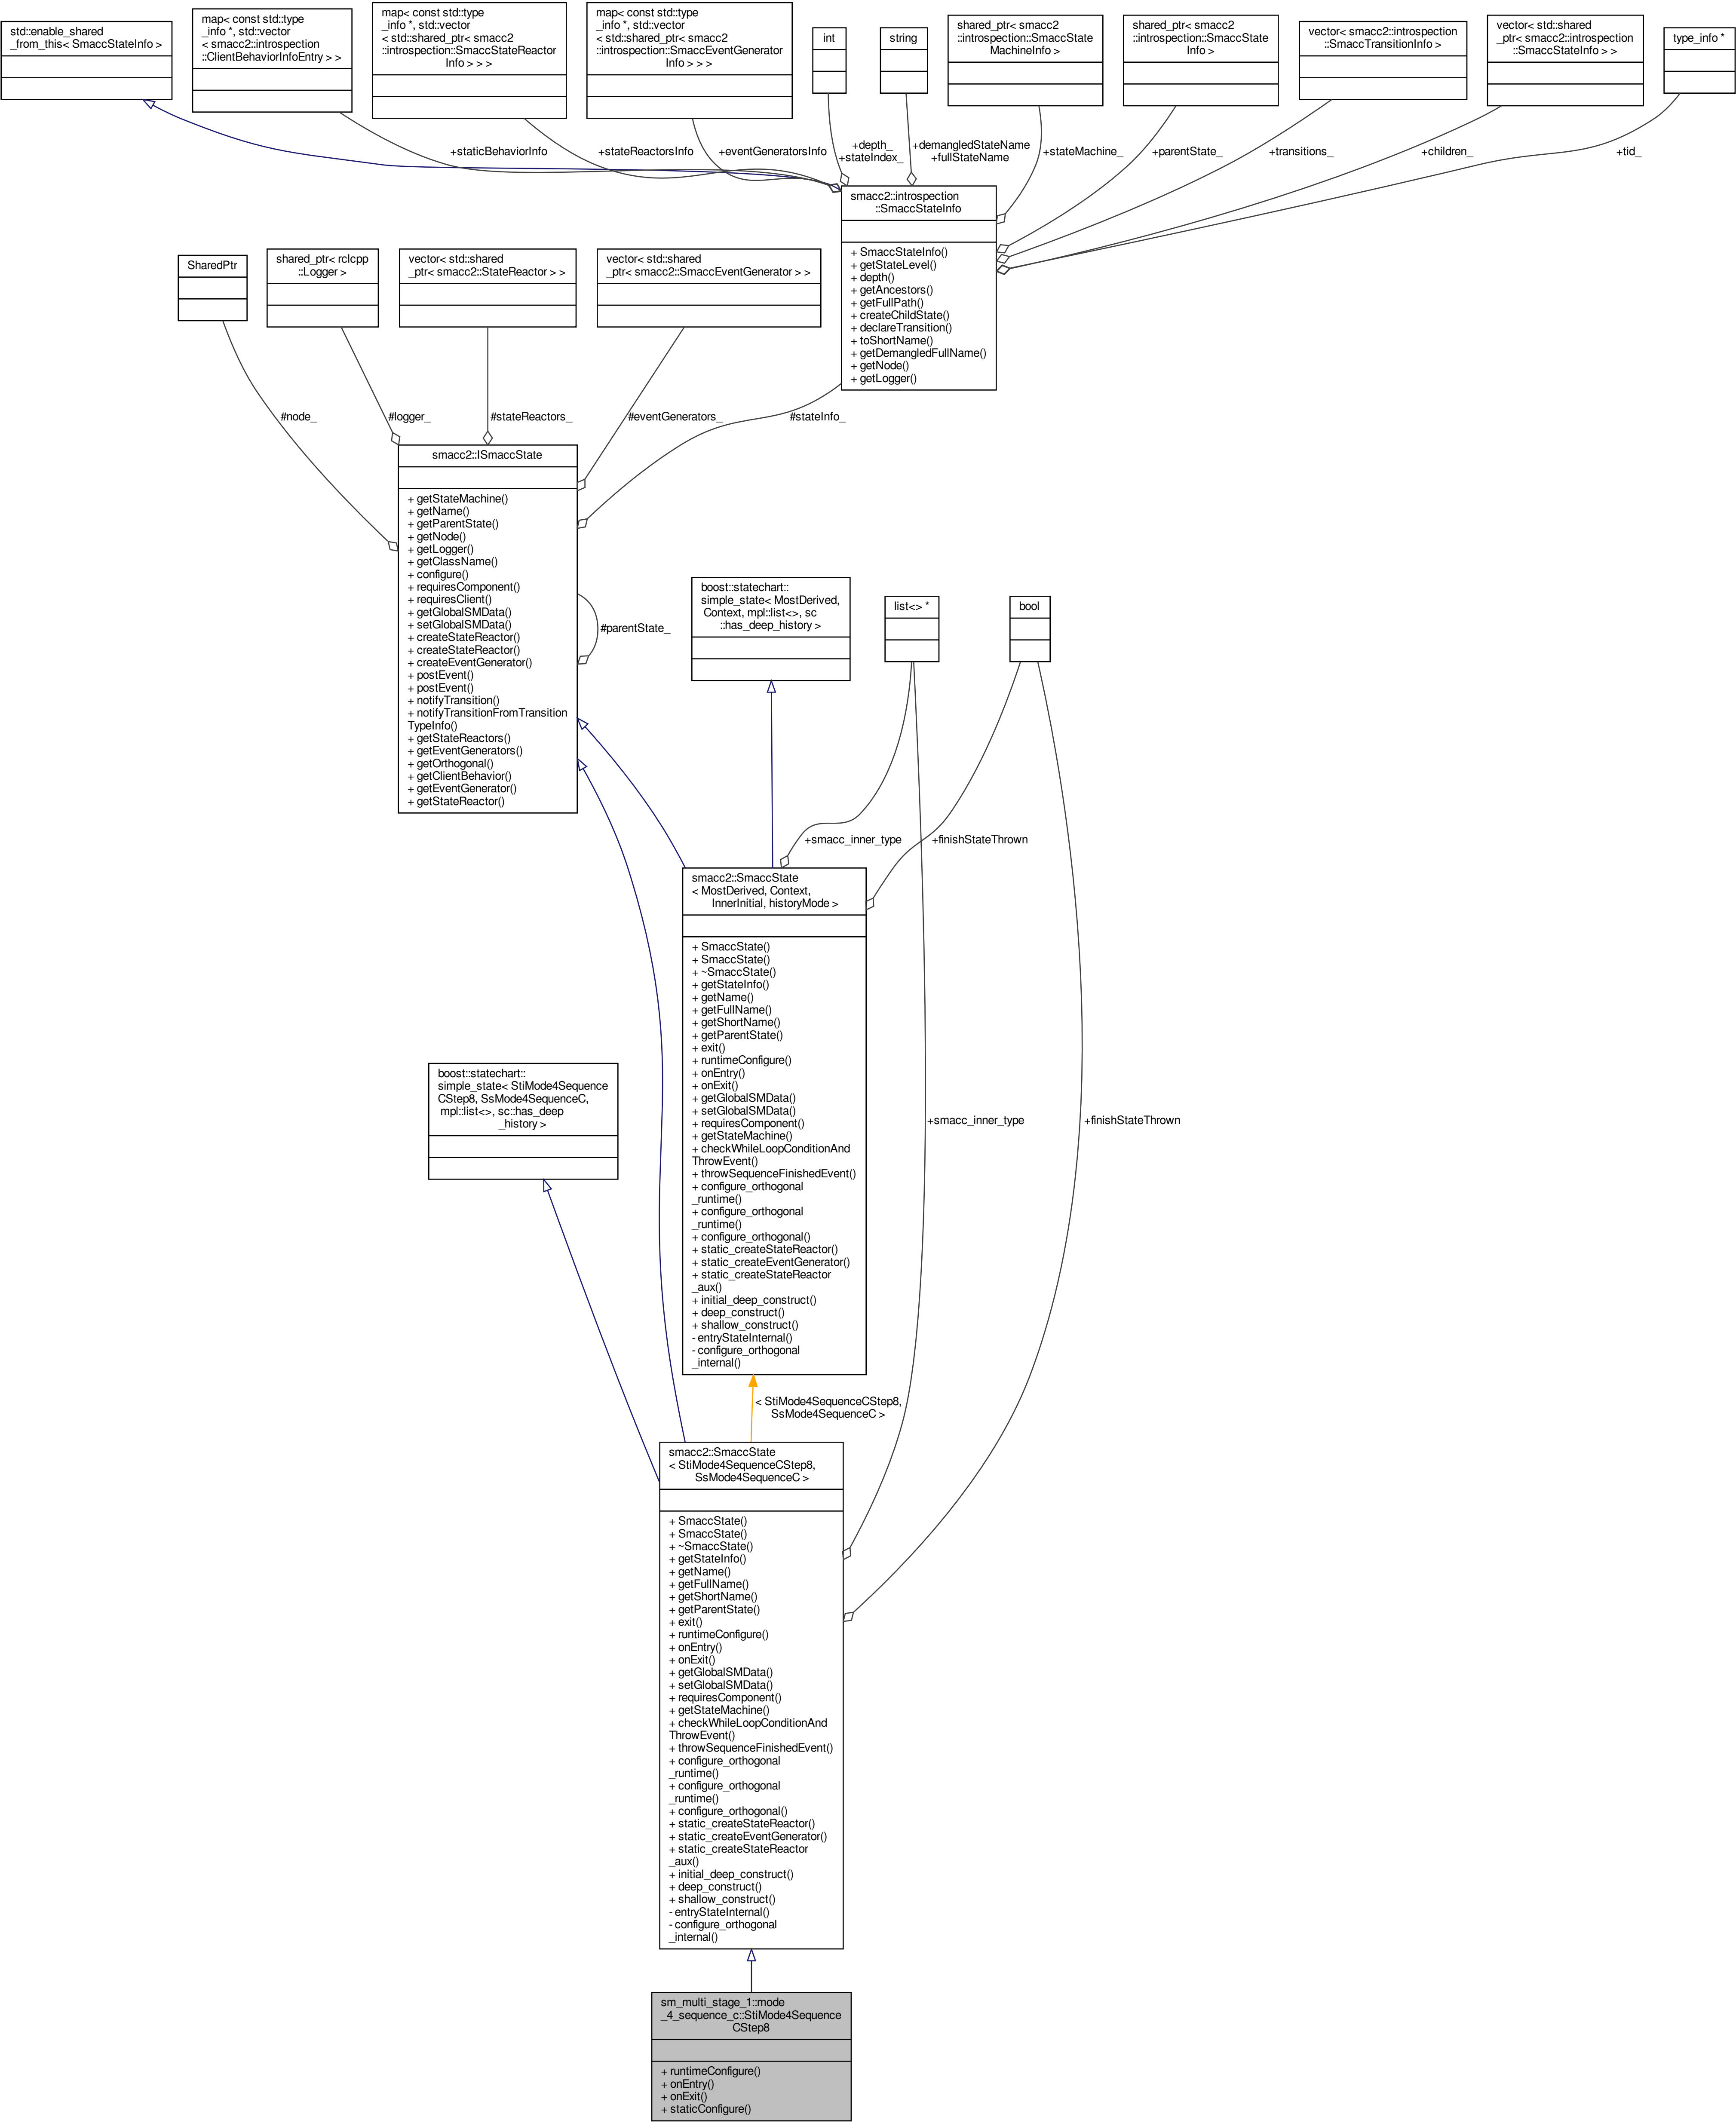 std::enable_shared
_from_this< SmaccStateInfo >
map< const std::type
_info *, std::vector
< smacc2::introspection
::ClientBehaviorInfoEntry > >
map< const std::type
_info *, std::vector
< std::shared_ptr< smacc2
::introspection::SmaccStateReactor
Info > > >
map< const std::type
_info *, std::vector
< std::shared_ptr< smacc2
::introspection::SmaccEventGenerator
Info > > >
int
string
shared_ptr< smacc2
::introspection::SmaccState
MachineInfo >
shared_ptr< smacc2
::introspection::SmaccState
Info >
vector< smacc2::introspection
::SmaccTransitionInfo >
vector< std::shared
_ptr< smacc2::introspection
::SmaccStateInfo > >
type_info *
+staticBehaviorInfo
+stateReactorsInfo
+eventGeneratorsInfo
+depth_
+stateIndex_
+demangledStateName
+fullStateName
+stateMachine_
+parentState_
+transitions_
+children_
+tid_
smacc2::introspection
::SmaccStateInfo
+ SmaccStateInfo()
+ getStateLevel()
+ depth()
+ getAncestors()
+ getFullPath()
+ createChildState()
+ declareTransition()
+ toShortName()
+ getDemangledFullName()
+ getNode()
+ getLogger()
SharedPtr
shared_ptr< rclcpp
::Logger >
vector< std::shared
_ptr< smacc2::StateReactor > >
vector< std::shared
_ptr< smacc2::SmaccEventGenerator > >
#node_
#logger_
#stateReactors_
#eventGenerators_
#stateInfo_
smacc2::ISmaccState
+ getStateMachine()
+ getName()
+ getParentState()
+ getNode()
+ getLogger()
+ getClassName()
+ configure()
+ requiresComponent()
+ requiresClient()
+ getGlobalSMData()
+ setGlobalSMData()
+ createStateReactor()
+ createStateReactor()
+ createEventGenerator()
+ postEvent()
+ postEvent()
+ notifyTransition()
+ notifyTransitionFromTransition
TypeInfo()
+ getStateReactors()
+ getEventGenerators()
+ getOrthogonal()
+ getClientBehavior()
+ getEventGenerator()
+ getStateReactor()
#parentState_
boost::statechart::
simple_state< MostDerived,
Context, mpl::list<>, sc
::has_deep_history >
list<> *
bool
+smacc_inner_type
+finishStateThrown
smacc2::SmaccState
< MostDerived, Context,
InnerInitial, historyMode >
+ SmaccState()
+ SmaccState()
+ ~SmaccState()
+ getStateInfo()
+ getName()
+ getFullName()
+ getShortName()
+ getParentState()
+ exit()
+ runtimeConfigure()
+ onEntry()
+ onExit()
+ getGlobalSMData()
+ setGlobalSMData()
+ requiresComponent()
+ getStateMachine()
+ checkWhileLoopConditionAnd
ThrowEvent()
+ throwSequenceFinishedEvent()
+ configure_orthogonal
_runtime()
+ configure_orthogonal
_runtime()
+ configure_orthogonal()
+ static_createStateReactor()
+ static_createEventGenerator()
+ static_createStateReactor
_aux()
+ initial_deep_construct()
+ deep_construct()
+ shallow_construct()
- entryStateInternal()
- configure_orthogonal
_internal()
boost::statechart::
simple_state< StiMode4Sequence
CStep8, SsMode4SequenceC,
mpl::list<>, sc::has_deep
_history >
+smacc_inner_type
+finishStateThrown
< StiMode4SequenceCStep8,
SsMode4SequenceC >
smacc2::SmaccState
< StiMode4SequenceCStep8,
SsMode4SequenceC >
+ SmaccState()
+ SmaccState()
+ ~SmaccState()
+ getStateInfo()
+ getName()
+ getFullName()
+ getShortName()
+ getParentState()
+ exit()
+ runtimeConfigure()
+ onEntry()
+ onExit()
+ getGlobalSMData()
+ setGlobalSMData()
+ requiresComponent()
+ getStateMachine()
+ checkWhileLoopConditionAnd
ThrowEvent()
+ throwSequenceFinishedEvent()
+ configure_orthogonal
_runtime()
+ configure_orthogonal
_runtime()
+ configure_orthogonal()
+ static_createStateReactor()
+ static_createEventGenerator()
+ static_createStateReactor
_aux()
+ initial_deep_construct()
+ deep_construct()
+ shallow_construct()
- entryStateInternal()
- configure_orthogonal
_internal()
sm_multi_stage_1::mode
_4_sequence_c::StiMode4Sequence
CStep8
+ runtimeConfigure()
+ onEntry()
+ onExit()
+ staticConfigure()